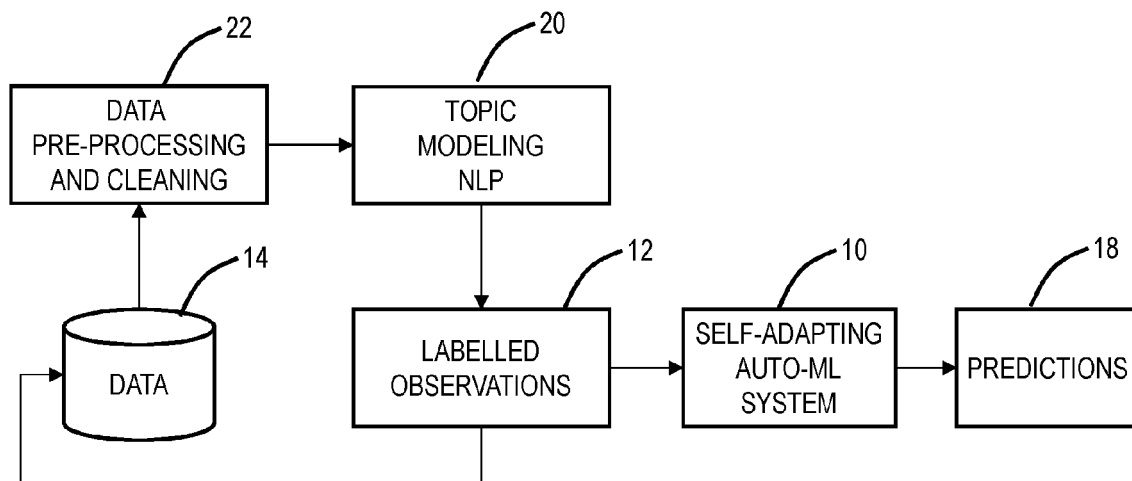 22
DATA
PRE-PROCESSING
AND CLEANING
20
TOPIC
MODELING
NLP
14
DATA
12
LABELLED
OBSERVATIONS
10
SELF-ADAPTING
AUTO-ML
SYSTEM
18
PREDICTIONS